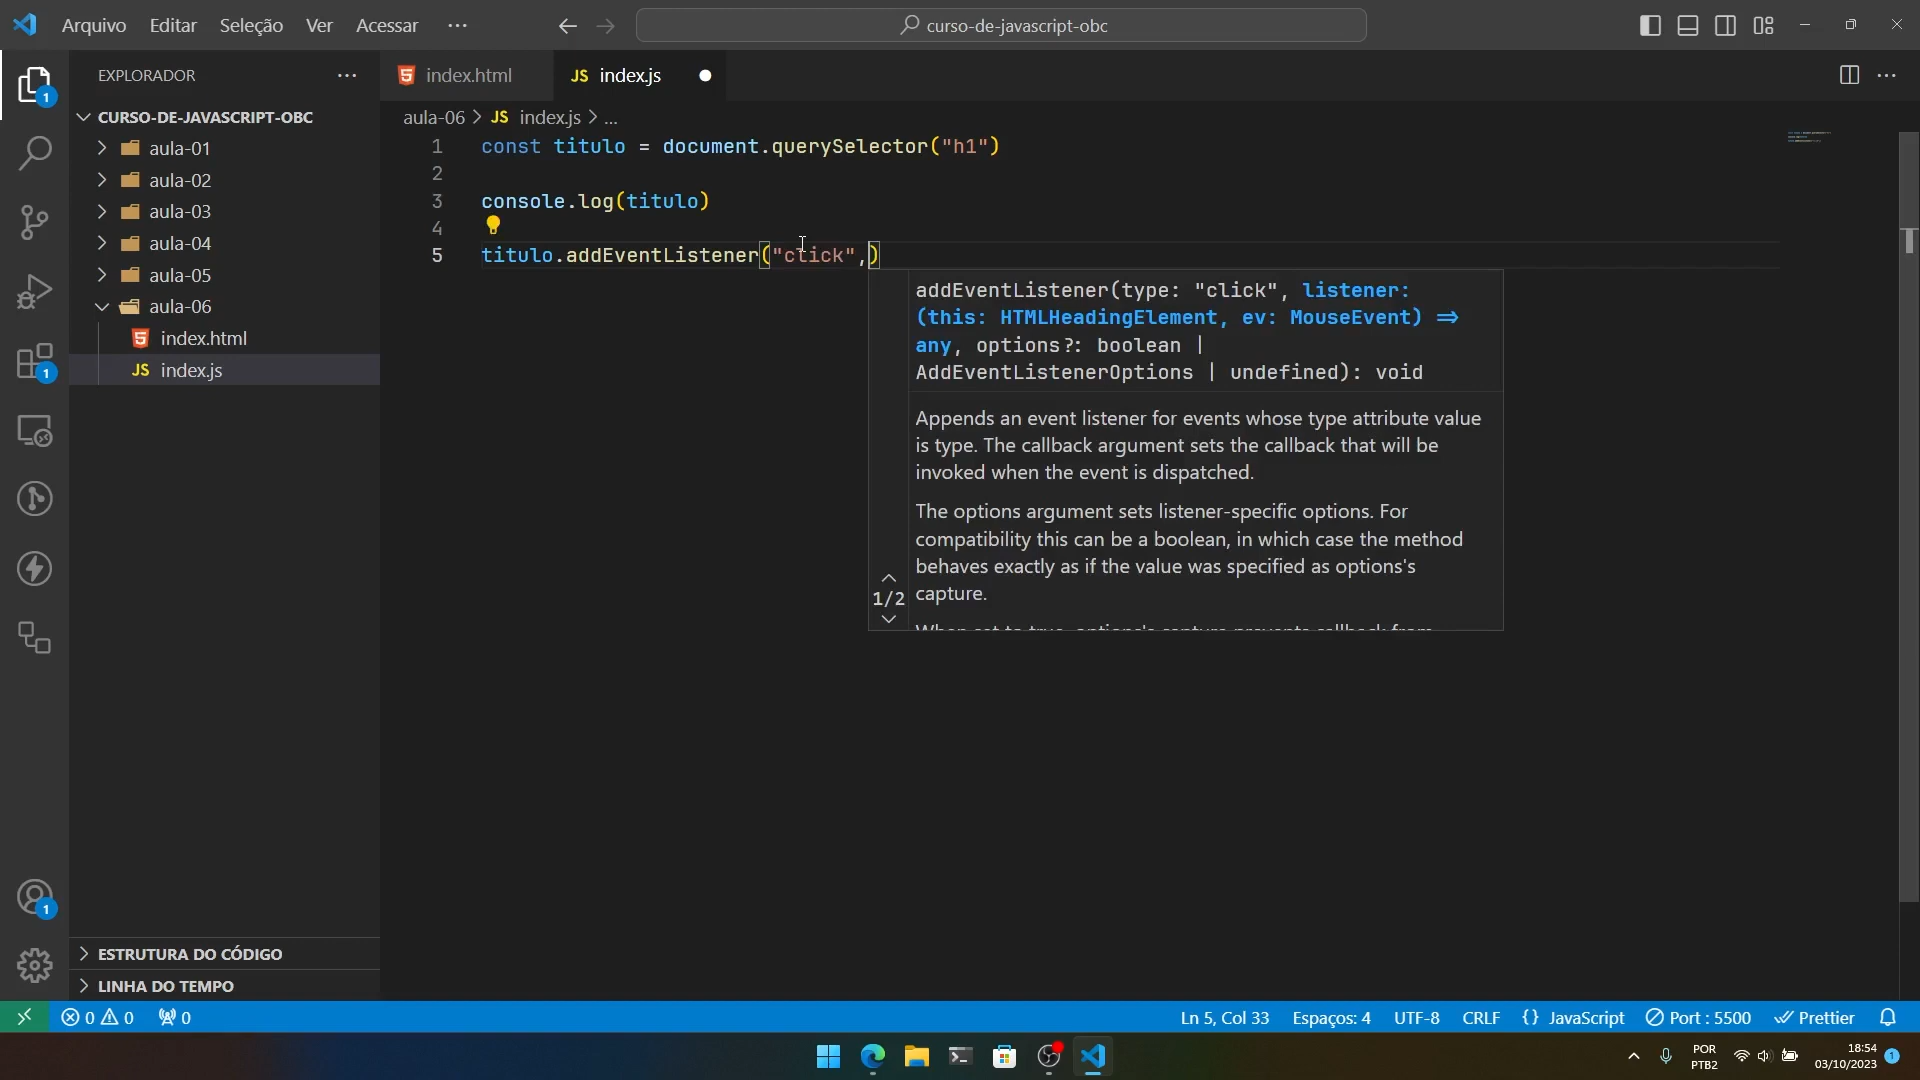 Arquivo Editar Seleção Ver Acessar ···
curso-de-javascript-obc
EXPLORADOR
CURSO-DE-JAVASCRIPT-OBC
aula-01
aula-02
aula-03
aula-04
aula-05
aula-06
index.html
JS index.js
ESTRUTURA DO CÓDIGO
LINHA DO TEMPO
1
1
1
index.html
JS index.js
aula-06 > JS index.js > ...
1 const titulo = document.querySelector("h1")
2
3 console.log(titulo)
4
5 titulo.addEventListener("click",)
addEventListener(type: "click", listener:
(this: HTMLHeadingElement, ev: MouseEvent) =>
any, options?: boolean |
AddEventListenerOptions | undefined): void
Appends an event listener for events whose type attribute value
is type. The callback argument sets the callback that will be
invoked when the event is dispatched.
The options argument sets listener-specific options. For
compatibility this can be a boolean, in which case the method
behaves exactly as if the value was specified as options's
capture.
1/2
0 0 0
Ln 5, Col 33 Espaços: 4 UTF-8 CRLF {} JavaScript Port : 5500 Prettier
POR
PTB2
18:54
03/10/2023
1